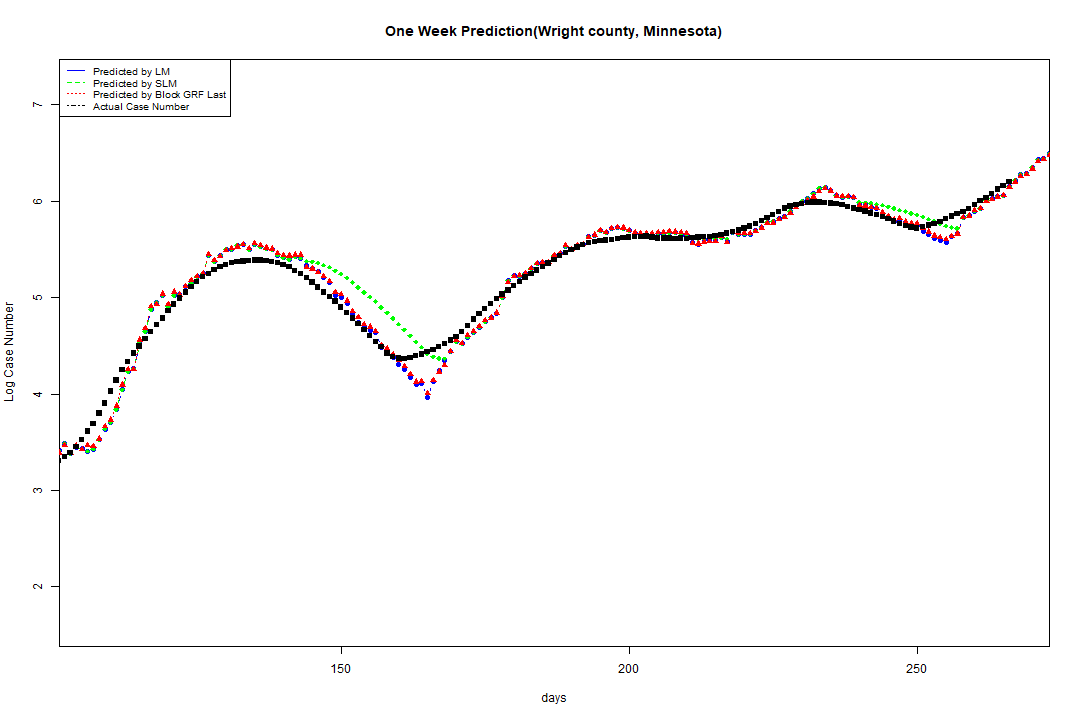 One Week Prediction(Wright county, Minnesota)
Predicted by LM
Predicted by SLM
Predicted by Block GRF Last
Actual Case Number
7
6
5
4
3
2
Log Case Number
150
200
250
days